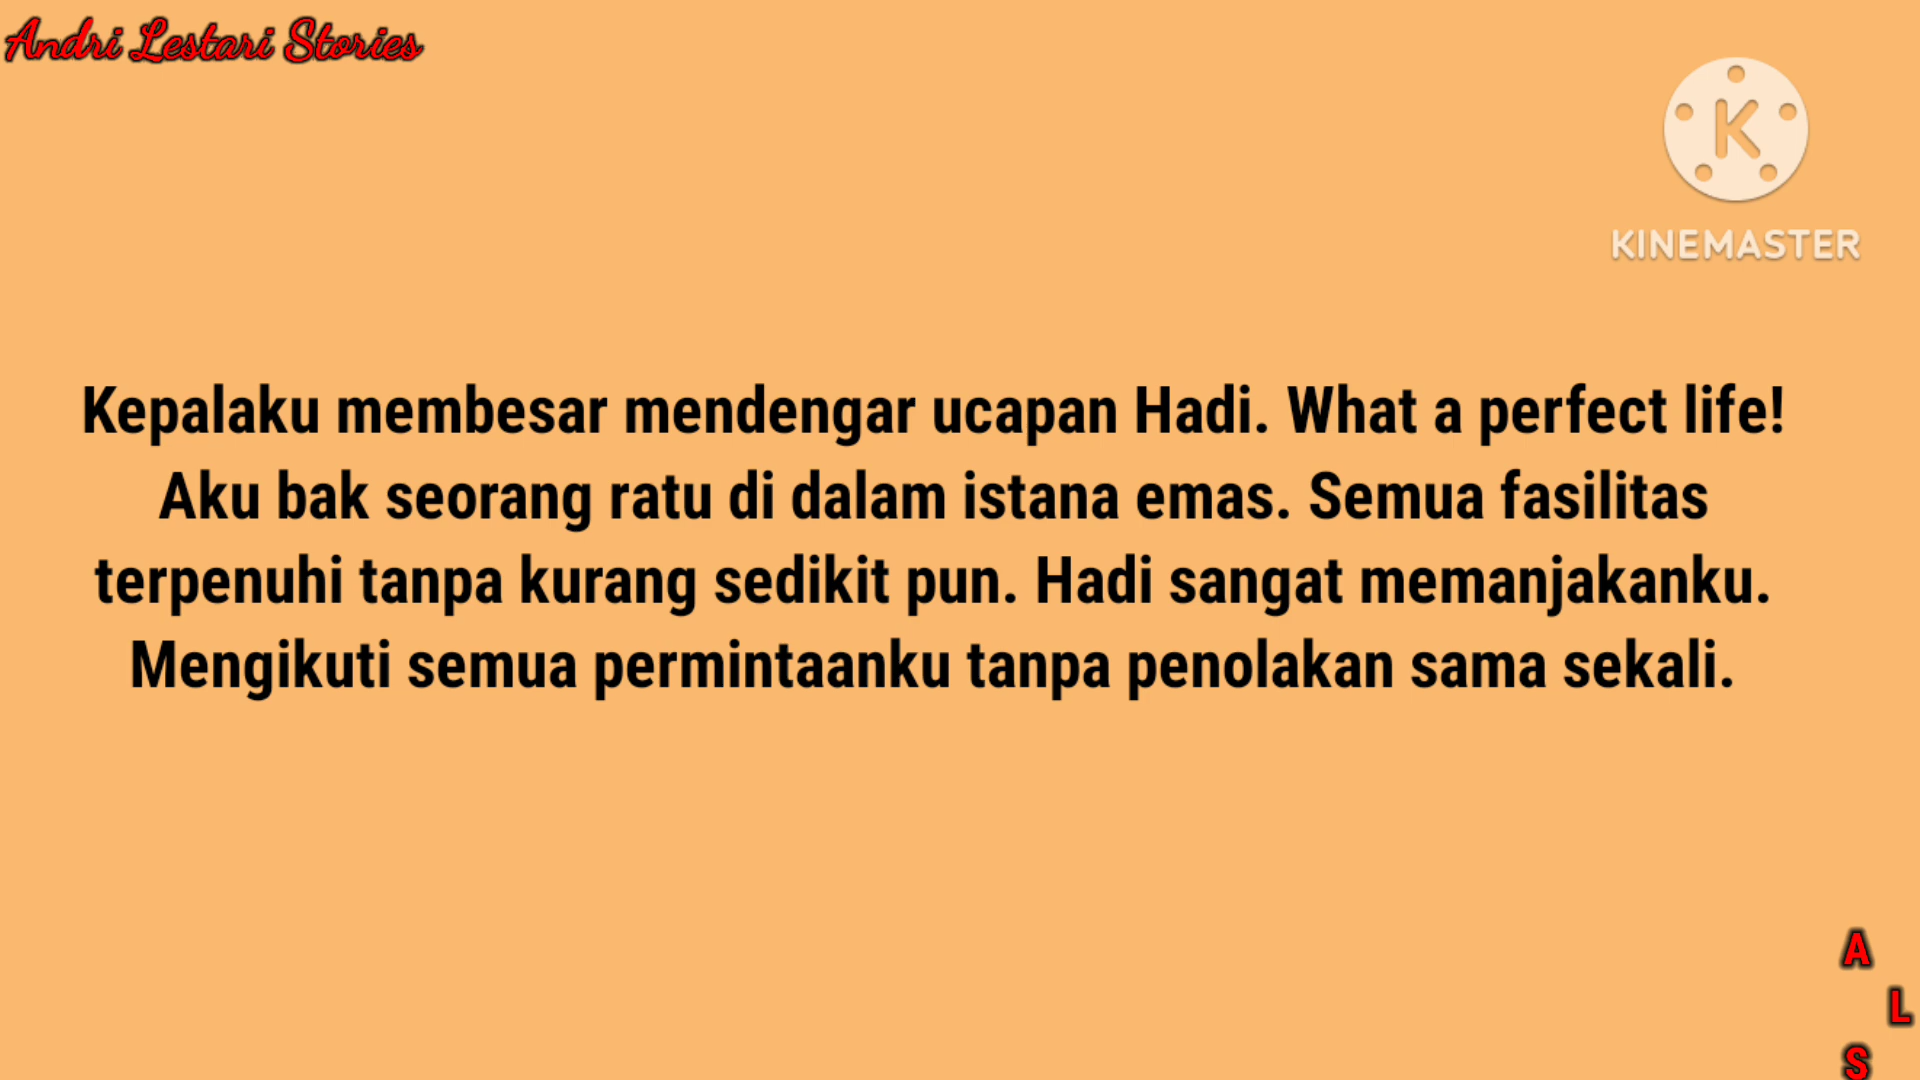 Andri Lestari Stories
K
KINEMASTER
Kepalaku membesar mendengar ucapan Hadi. What a perfect life!
Aku bak seorang ratu di dalam istana emas. Semua fasilitas
terpenuhi tanpa kurang sedikit pun. Hadi sangat memanjakanku.
Mengikuti semua permintaanku tanpa penolakan sama sekali.
A
L
S